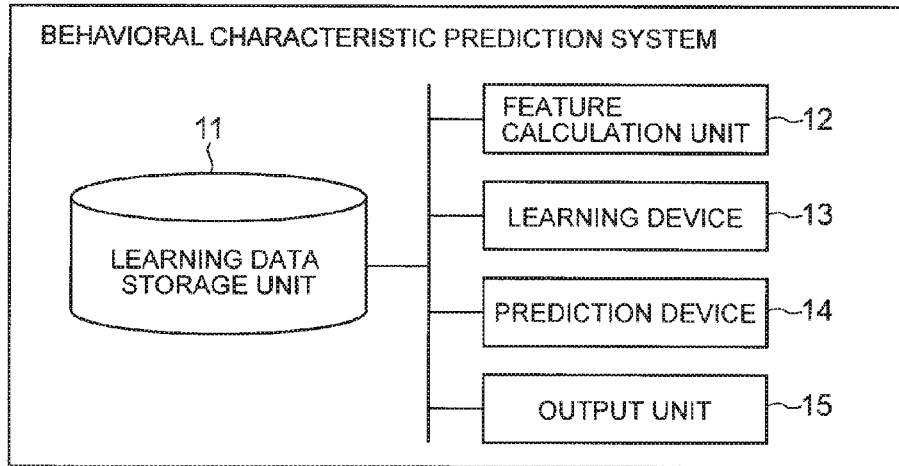 BEHAVIORAL CHARACTERISTIC PREDICTION SYSTEM
11
LEARNING DATA
STORAGE UNIT
FEATURE
CALCULATION UNIT
12
LEARNING DEVICE
13
PREDICTION DEVICE
14
OUTPUT UNIT
15